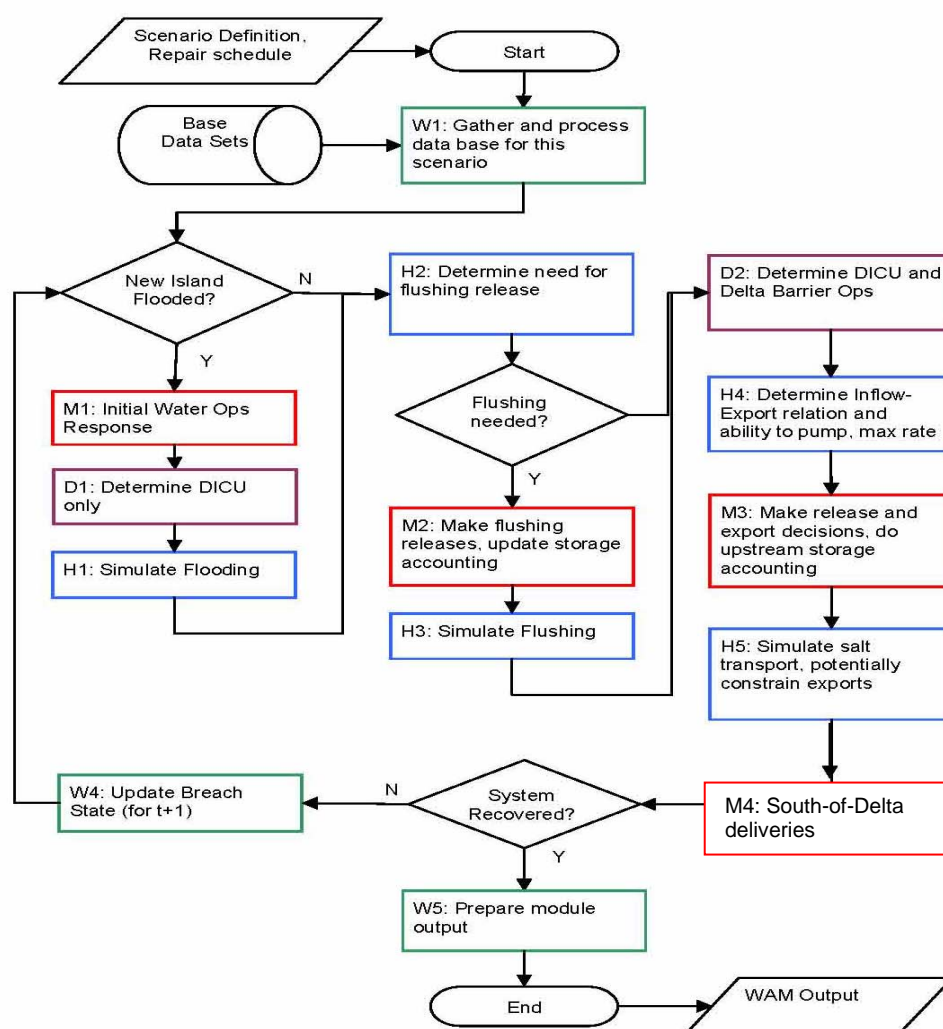 Scenario Definition,
Repair schedule
Start
Base
Data Sets
W1: Gather and process
data base for this
scenario
New Island
Flooded?
N
Y
M1: Initial Water Ops
Response
D1: Determine DICU
only
H1: Simulate Flooding
H2: Determine need for
flushing release
Flushing
needed?
Y
M2: Make flushing
releases, update storage
accounting
H3: Simulate Flushing
D2: Determine DICU and
Delta Barrier Ops
H4: Determine Inflow-
Export relation and
ability to pump, max rate
M3: Make release and
export decisions, do
upstream storage
accounting
H5: Simulate salt
transport, potentially
constrain exports
M4: South-of-Delta
deliveries
System
Recovered?
N
Y
W4: Update Breach
State (for t+1)
W5: Prepare module
output
End
WAM Output